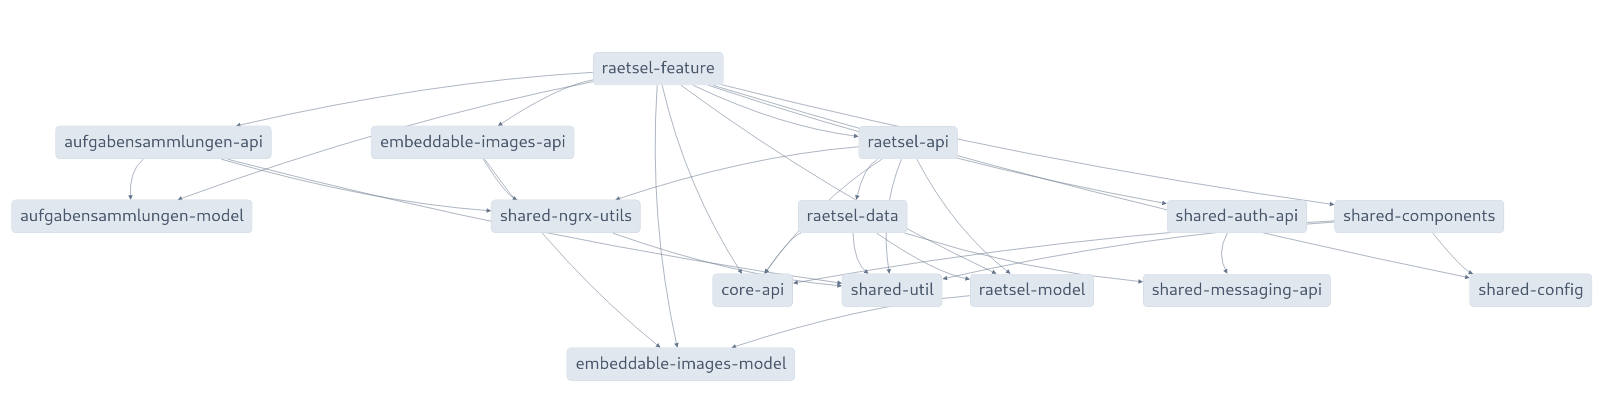 raetsel-feature
aufgabensammlungen-api
embeddable-images-api
raetsel-api
aufgabensammlungen-model
shared-ngrx-utils
raetsel-data
shared-auth-api
shared-components
core-api
shared-util
raetsel-model
shared-messaging-api
shared-config
embeddable-images-model